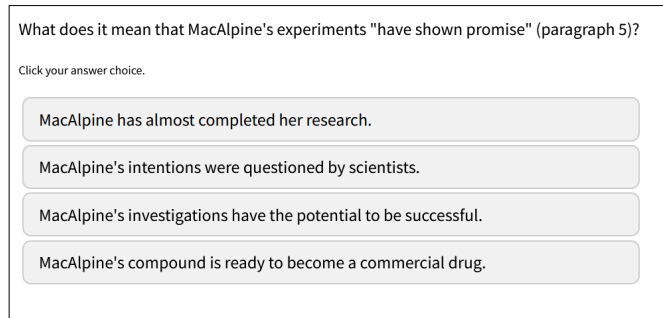 What does it mean that MacAlpine's experiments "have shown promise" (paragraph 5)?
Click your answer choice.
MacAlpine has almost completed her research.
MacAlpine's intentions were questioned by scientists.
MacAlpine's investigations have the potential to be successful.
MacAlpine's compound is ready to become a commercial drug.